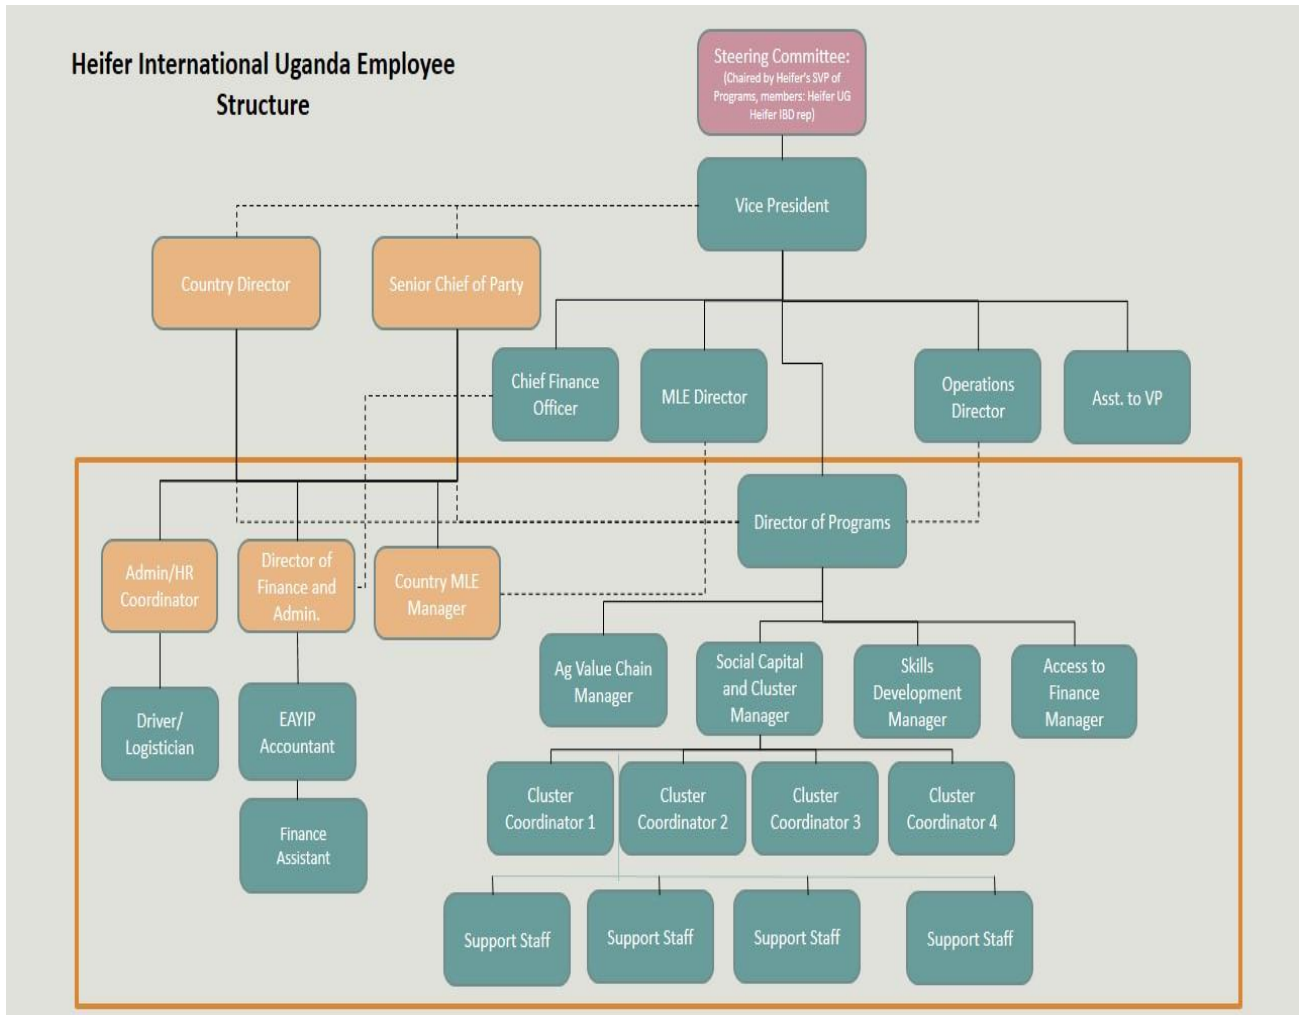 Heifer International Uganda Employee
Structure
Steering Committee:
(Chaired by Heifer's SVP of
Programs, members: Heifer UG
Heifer IBD rep)
Vice President
Country Director
Senior Chief of Party
Chief Finance
Officer
MLE Director
Operations
Director
Asst. to VP
Director of Programs
Admin/HR
Coordinator
Director of
Finance and
Admin.
Country MLE
Manager
Ag Value Chain
Manager
Social Capital
and Cluster
Manager
Skills
Development
Manager
Access to
Finance
Manager
Driver/
Logistician
EAYIP
Accountant
Cluster
Coordinator 1
Cluster
Coordinator 2
Cluster
Coordinator 3
Cluster
Coordinator 4
Finance
Assistant
Support Staff
Support Staff
Support Staff
Support Staff